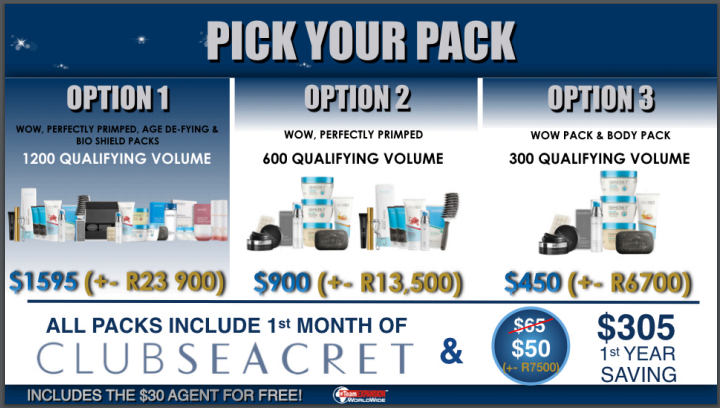 PICK YOUR PACK
OPTION 1
WOW, PERFECTLY PRIMPED, AGE DE-FYING &
BIO SHIELD PACKS
1200 QUALIFYING VOLUME
$1595 (+- R23 900)
OPTION 2
WOW, PERFECTLY PRIMPED
600 QUALIFYING VOLUME
$900 (+- R13,500)
OPTION 3
WOW PACK & BODY PACK
300 QUALIFYING VOLUME
$450 (+- R6700)
ALL PACKS INCLUDE 1st MONTH OF
CLUBSEACRET
&
$65
$50
(+- R7500)
$305
1st YEAR
SAVING
INCLUDES THE $30 AGENT FOR FREE!
WORLDWIDE